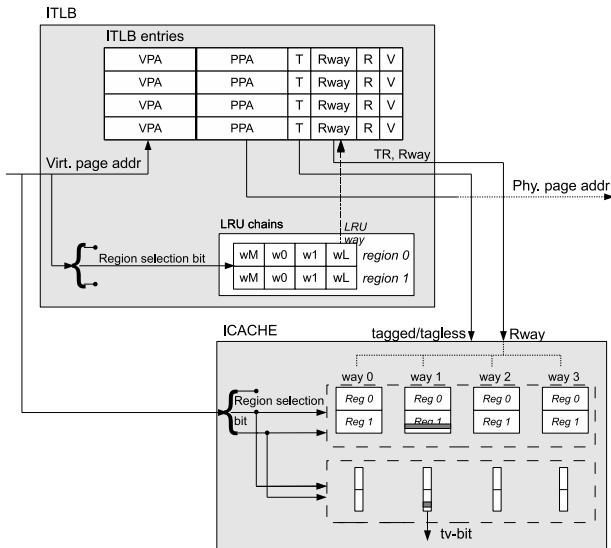 ITLB
ITLB entries
VPA PPA T Rway R V
VPA PPA T Rway R V
VPA PPA T Rway R V
VPA PPA T Rway R V
Virt. page addr
TR, Rway
Phy. page addr
LRU chains
LRU
way
Region selection bit
wM w0 w1 wL region 0
wM w0 w1 wL region 1
ICACHE
tagged/tagless
Rway
way 0 way 1 way 2 way 3
Region selection
bit
Reg 0 Reg 0 Reg 0 Reg 0
Reg 1 Reg 1 Reg 1 Reg 1
tv-bit